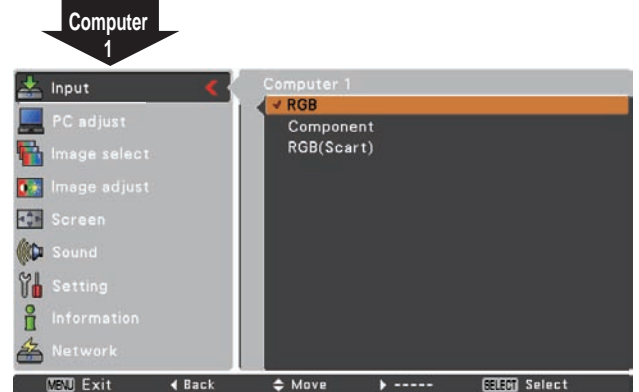 Computer
1
Input
PC adjust
Image select
Image adjust
Screen
Sound
Setting
Information
Network
Computer 1
✓ RGB
Component
RGB(Scart)
MENU Exit ◀ Back Move ▶ ----- SELECT Select